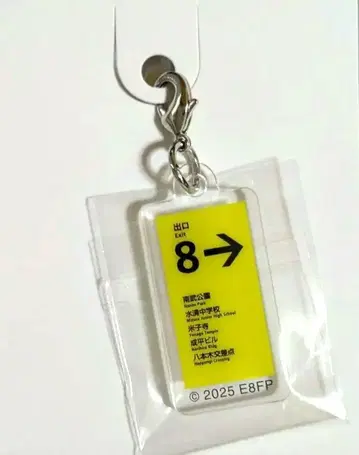 出口
Exit
8→
南武公園
水清中学校
米子寺
成平ビル
八本木交差点
© 2025 E8FP